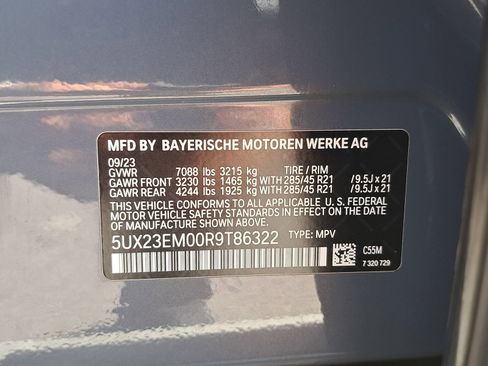 MFD BY BAYERISCHE MOTOREN WERKE AG
09/23
GVWR 7088 lbs 3215 kg TIRE / RIM
GAWR FRONT 3230 lbs 1465 kg WITH 285/45 R21 /9.5J x 21
GAWR REAR 4244 lbs 1925 kg WITH 285/45 R21 /9.5J x 21
THIS VEHICLE CONFORMS TO ALL APPLICABLE U. S. FEDERAL
MOTOR VEHICLE SAFETY STANDARDS IN EFFECT ON THE
DATE OF MANUFACTURE SHOWN ABOVE.
5UX23EM00R9T86322 TYPE: MPV
C55M
7 320 729